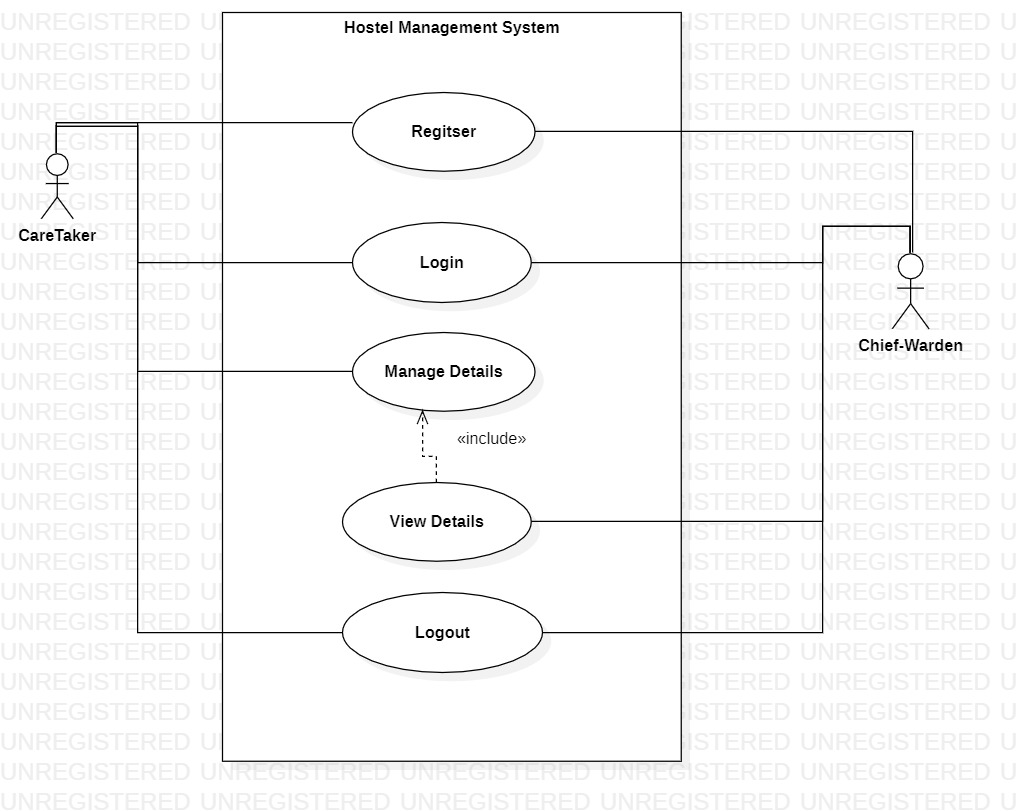 Hostel Management System
Regitser
CareTaker
Login
Chief-Warden
Manage Details
«include»
View Details
Logout
UNREGISTERED